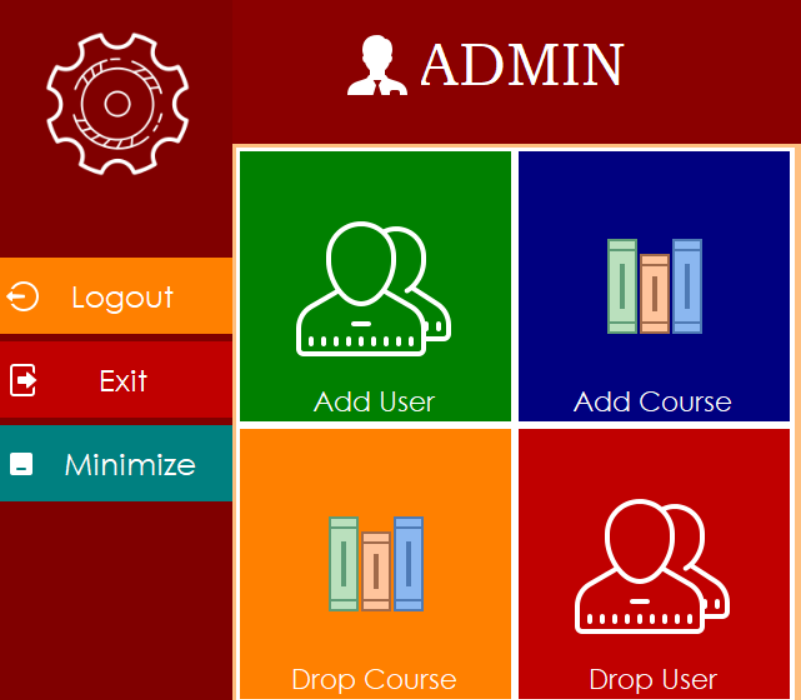 ADMIN
Logout
Exit
Minimize
Add User
Add Course
Drop Course
Drop User